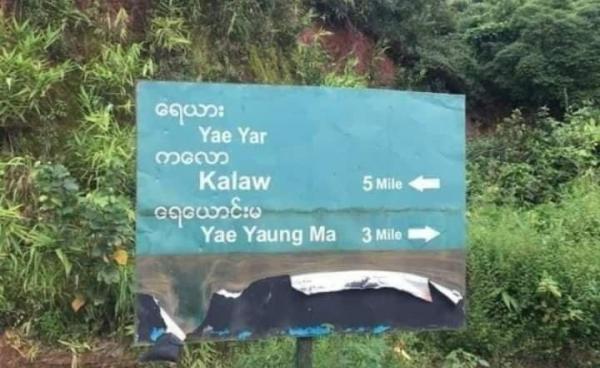 ရေယား
Yae Yar
ကလော
Kalaw 5 Mile ←
ရေယောင်းမ
Yae Yaung Ma 3 Mile →